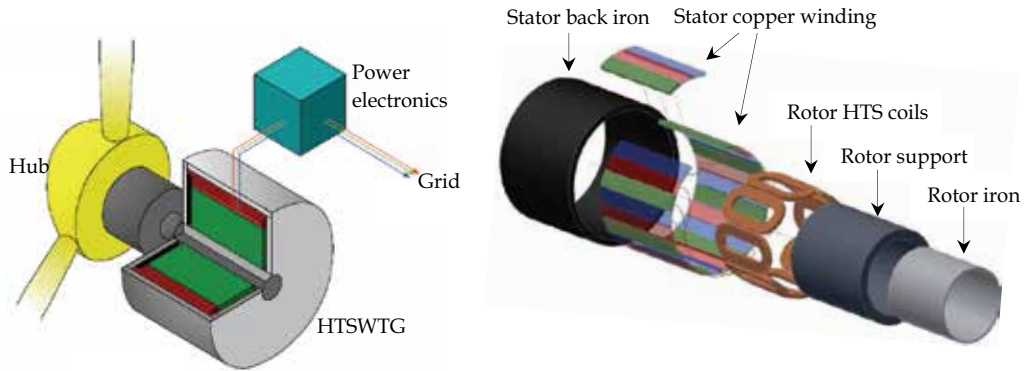 Hub
Power
electronics
Grid
HTSWTG
Stator back iron
Stator copper winding
Rotor HTS coils
Rotor support
Rotor iron